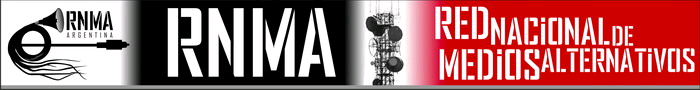 RNMA
ARGENTINA
RNMA
RED NACIONAL DE
MEDIOS ALTERNATIVOS